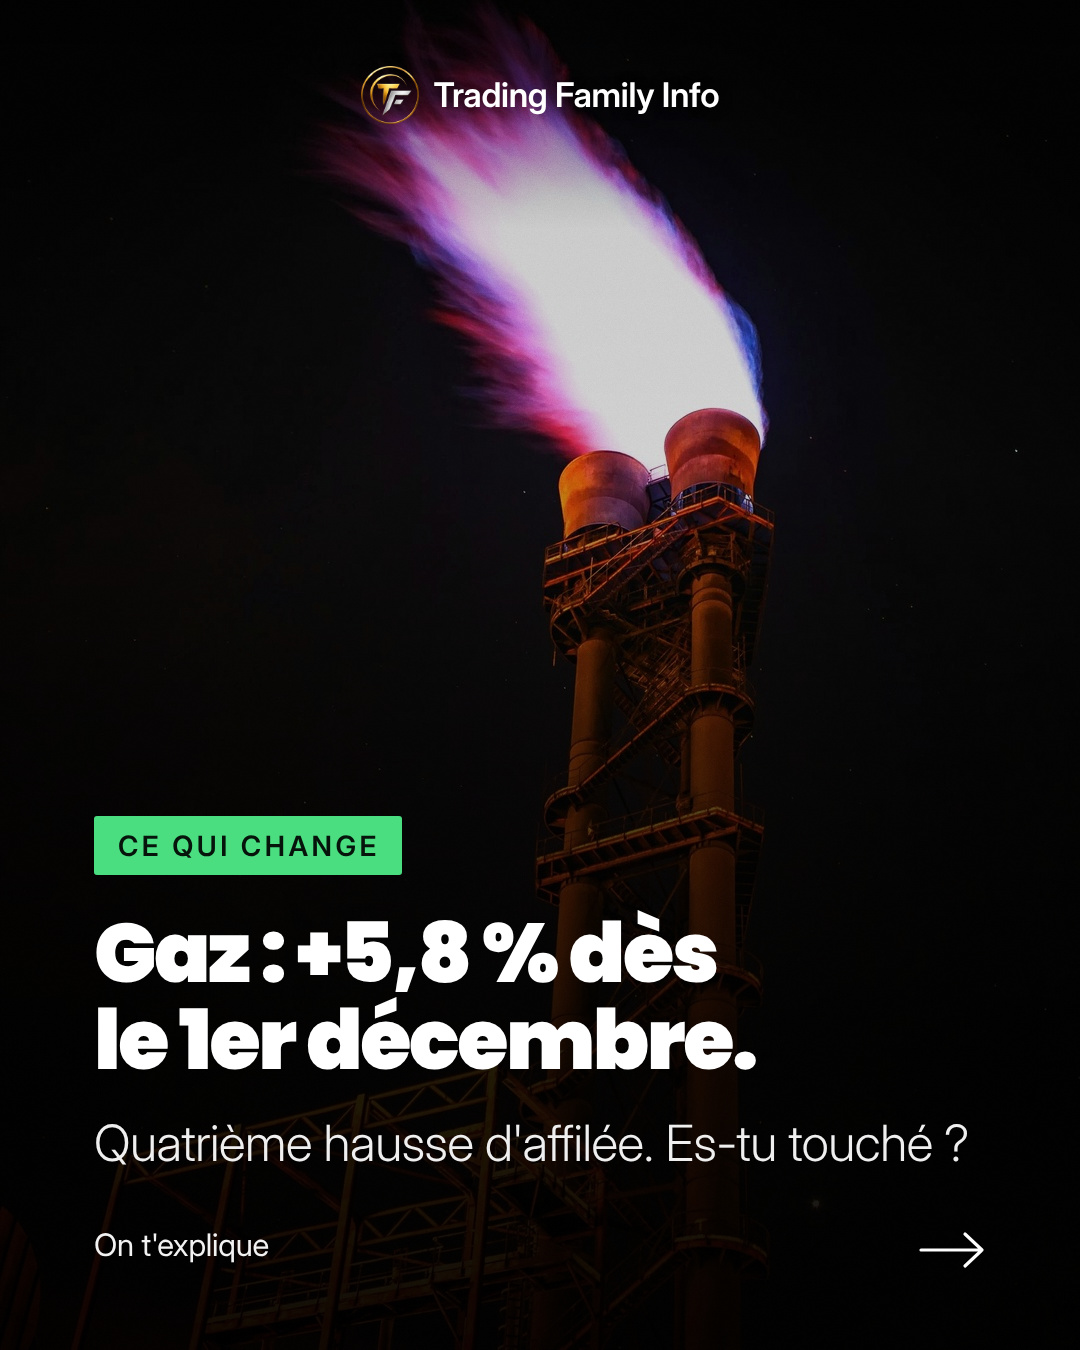 TF Trading Family Info
CE QUI CHANGE
Gaz : +5,8 % dès
le 1er décembre.
Quatrième hausse d'affilée. Es-tu touché ?
On t'explique